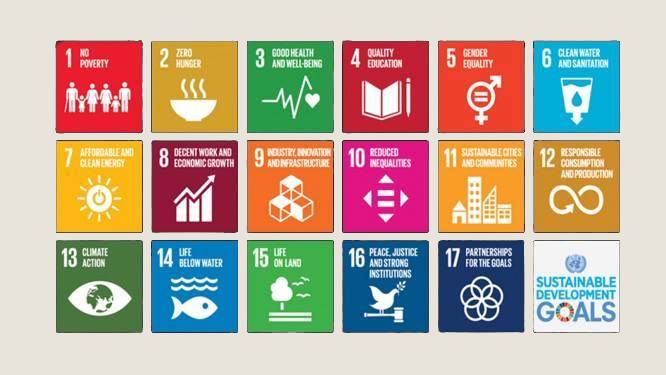 1 NO
POVERTY
2 ZERO
HUNGER
3 GOOD HEALTH
AND WELL-BEING
4 QUALITY
EDUCATION
5 GENDER
EQUALITY
6 CLEAN WATER
AND SANITATION
7 AFFORDABLE AND
CLEAN ENERGY
8 DECENT WORK AND
ECONOMIC GROWTH
9 INDUSTRY, INNOVATION
AND INFRASTRUCTURE
10 REDUCED
INEQUALITIES
11 SUSTAINABLE CITIES
AND COMMUNITIES
12 RESPONSIBLE
CONSUMPTION
AND PRODUCTION
13 CLIMATE
ACTION
14 LIFE
BELOW WATER
15 LIFE
ON LAND
16 PEACE, JUSTICE
AND STRONG
INSTITUTIONS
17 PARTNERSHIPS
FOR THE GOALS
SUSTAINABLE
DEVELOPMENT
GOALS